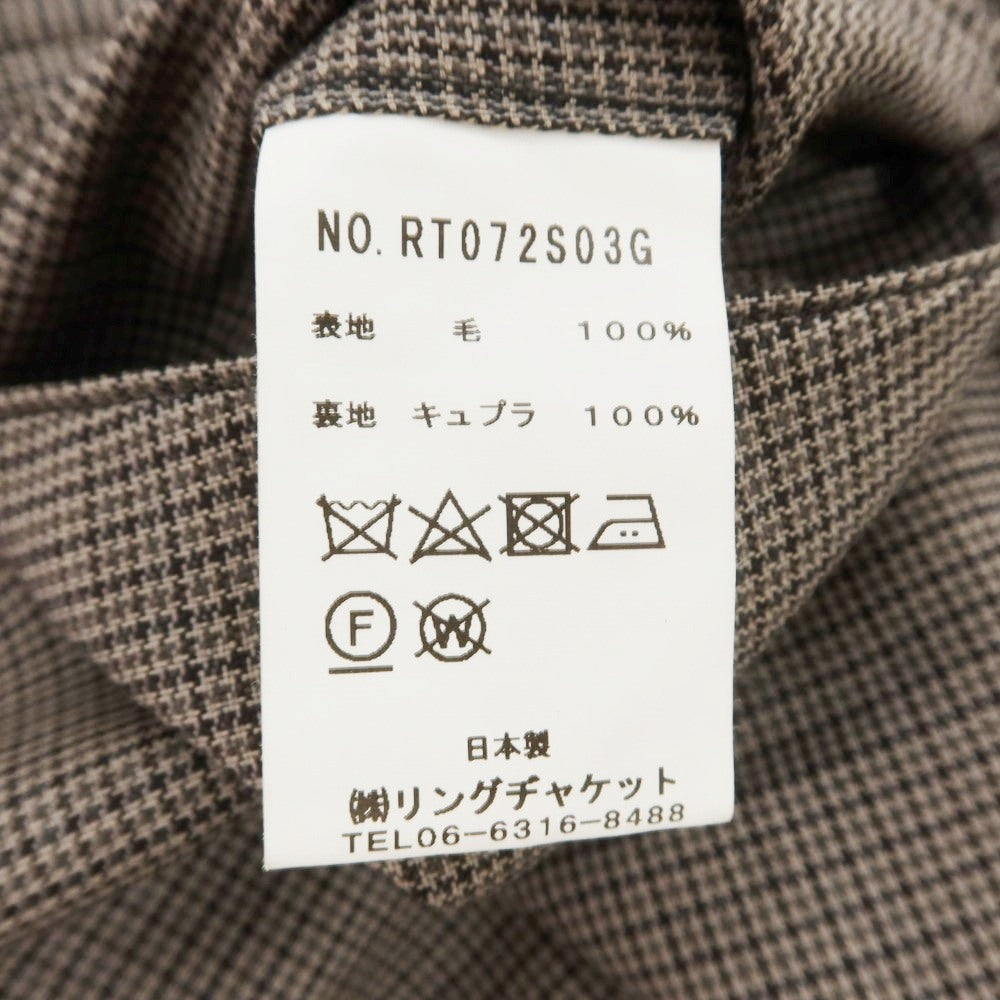 NO. RT072S03G
表地 毛 100%
裏地 キュプラ 100%
F W
日本製
㈱リングヂャケット
TEL06-6316-8488